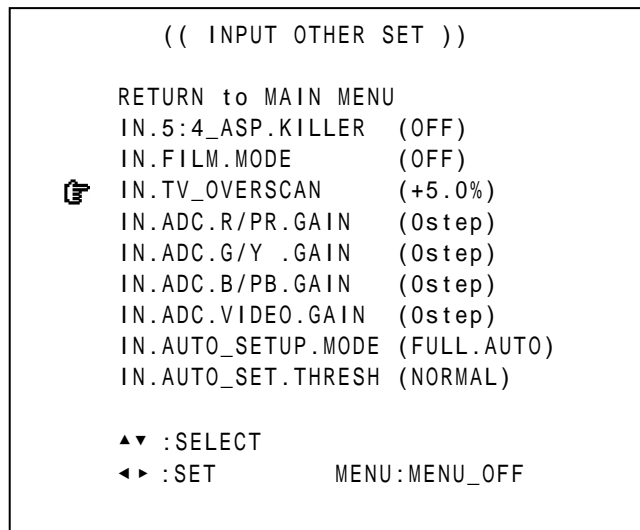 (( INPUT OTHER SET ))
RETURN to MAIN MENU
IN.5:4_ASP.KILLER (OFF)
IN.FILM.MODE (OFF)
IN.TV_OVERSCAN (+5.0%)
IN.ADC.R/PR.GAIN (0step)
IN.ADC.G/Y .GAIN (0step)
IN.ADC.B/PB.GAIN (0step)
IN.ADC.VIDEO.GAIN (0step)
IN.AUTO_SETUP.MODE (FULL.AUTO)
IN.AUTO_SET.THRESH (NORMAL)
▲▼ :SELECT
◄► :SET MENU:MENU_OFF